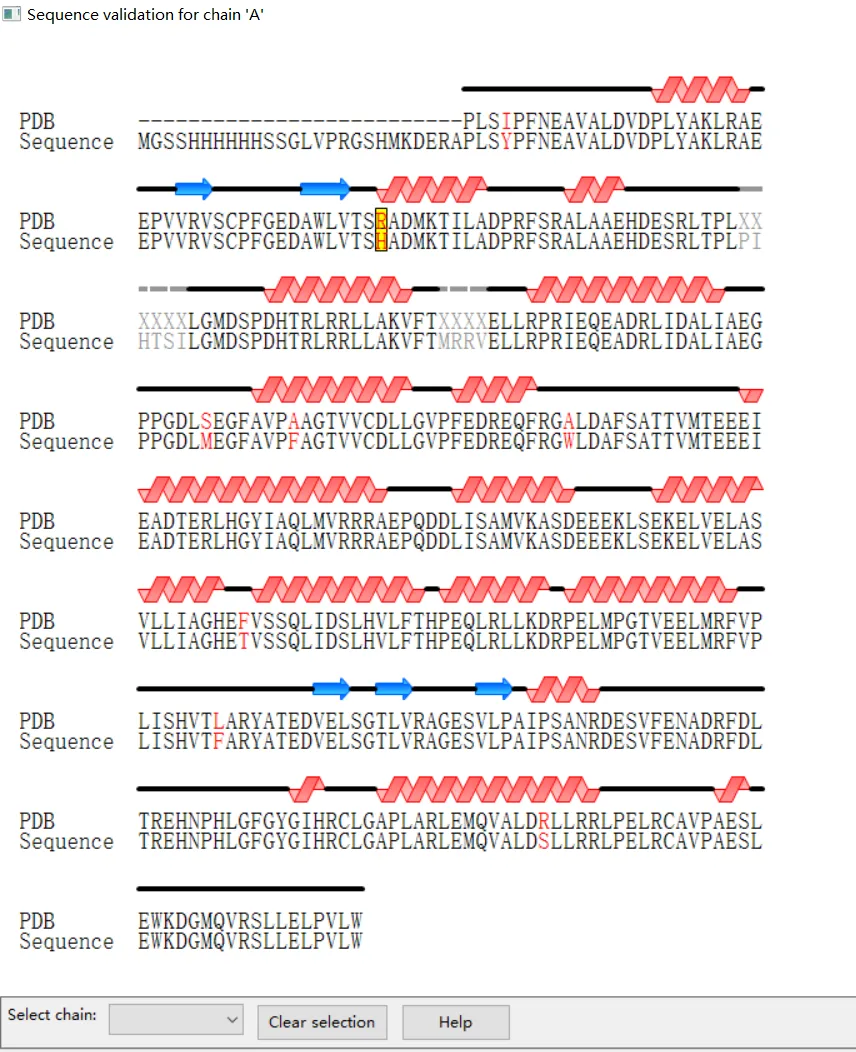 Sequence validation for chain 'A'
PDB --------------------------PLSIPFNEAVALDVDPLYAKLRAE
Sequence MGSSHHHHHHSSGLVPRGSHMKDERAPLSYPFNEAVALDVDPLYAKLRAE
PDB EPVVRVSCPFGEDAWLVTSRADMKTILADPRFSRALAAEHDESRLTPLXX
Sequence EPVVRVSCPFGEDAWLVTSHADMKTILADPRFSRALAAEHDESRLTPLPI
PDB XXXXLGMDSPDHTRLRRLLAKVFTXXXXELLRPRIEQEADRLIDALIAEG
Sequence HTSILGMDSPDHTRLRRLLAKVFTMRRVELLRPRIEQEADRLIDALIAEG
PDB PPGDLSEGFAVPAAGTVVCDLLGVPFEDREQFRGALDAFSATTVMTEEEI
Sequence PPGDLMEGFAVPFAGTVVCDLLGVPFEDREQFRGWLDAFSATTVMTEEEI
PDB EADTERLHGYIAQLMVRRRAEPQDDLISAMVKASDEEEKLSEKELVELAS
Sequence EADTERLHGYIAQLMVRRRAEPQDDLISAMVKASDEEEKLSEKELVELAS
PDB VLLIAGHEFVSSQLIDSLHVLFTHPEQLRLLKDRPELMPGTVEELMRFVP
Sequence VLLIAGHETVSSQLIDSLHVLFTHPEQLRLLKDRPELMPGTVEELMRFVP
PDB LISHVTLARYATEDVELSGTLVRAGESVLPAIPSANRDESVFENADRFDL
Sequence LISHVTFARYATEDVELSGTLVRAGESVLPAIPSANRDESVFENADRFDL
PDB TREHNPHLGFGYGIHRCLGAPLARLEMQVALDRLLRRLPELRCAVPAESL
Sequence TREHNPHLGFGYGIHRCLGAPLARLEMQVALDSLLRRLPELRCAVPAESL
PDB EWKDGMQVRSLLELPVLW
Sequence EWKDGMQVRSLLELPVLW
Select chain: Clear selection Help